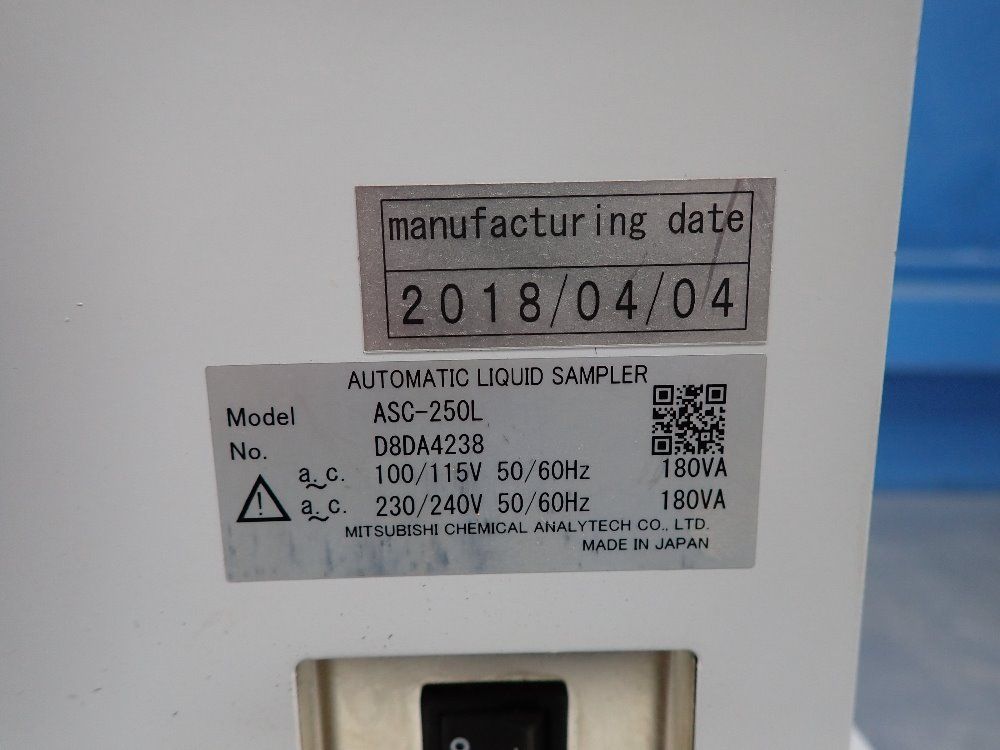 manufacturing date
2018/04/04
AUTOMATIC LIQUID SAMPLER
Model ASC-250L
No. D8DA4238
a.c. 100/115V 50/60Hz 180VA
a.c. 230/240V 50/60Hz 180VA
MITSUBISHI CHEMICAL ANALYTECH CO., LTD.
MADE IN JAPAN